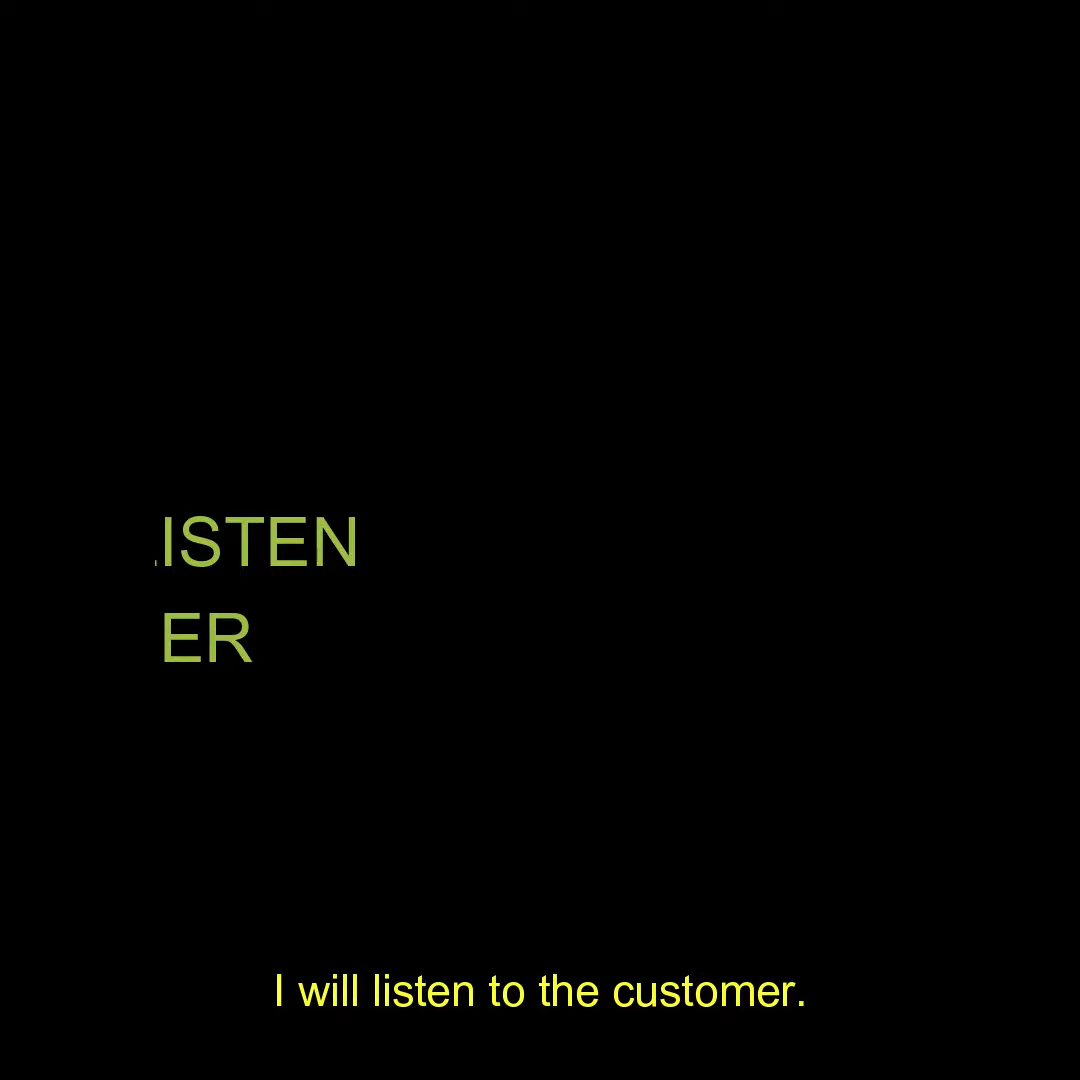 ISTEN
ER
I will listen to the customer.